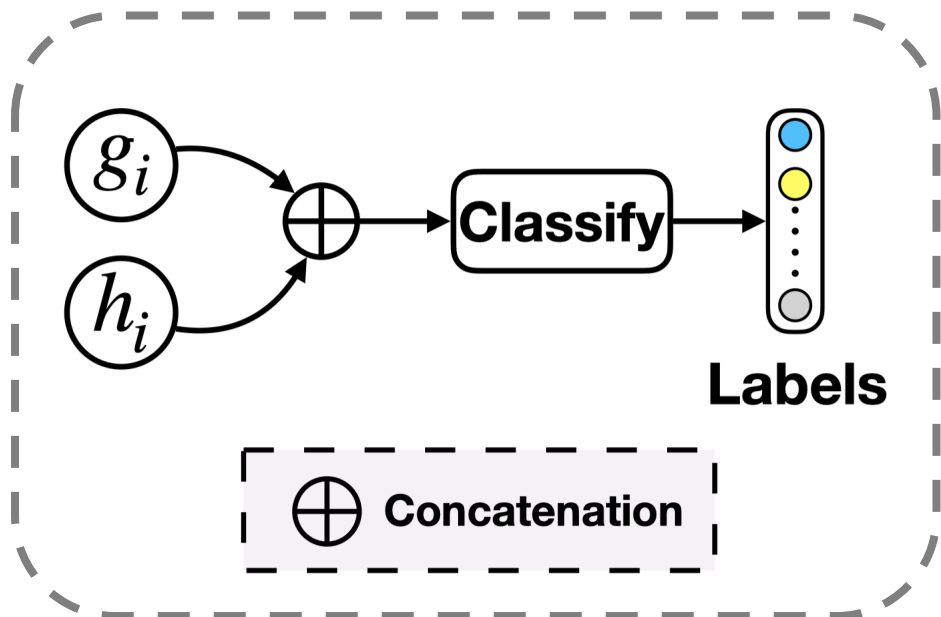 g_i
Classify
h_i
Labels
Concatenation